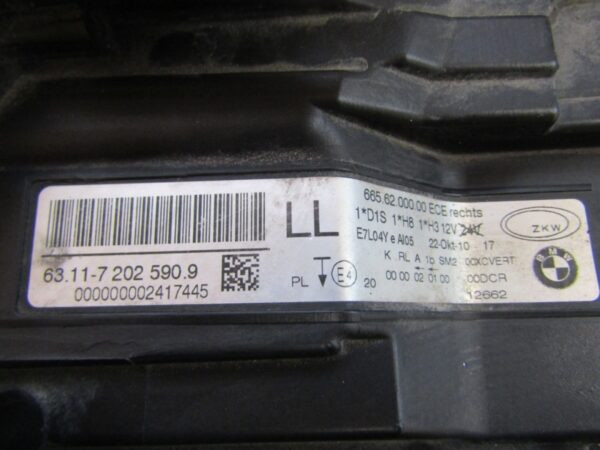 63.11-7 202 590.9
000000002417445
LL
PL E4 20
665.62.000.00 ECE rechts
1*D1S 1*H8 1*H3 12V 24V
E7L04Y e AI05 22-Okt-10 17
K RL A 1b SM2 00XCVERT
00 00 02 01 00 00DCR
12662
ZKW
BMW